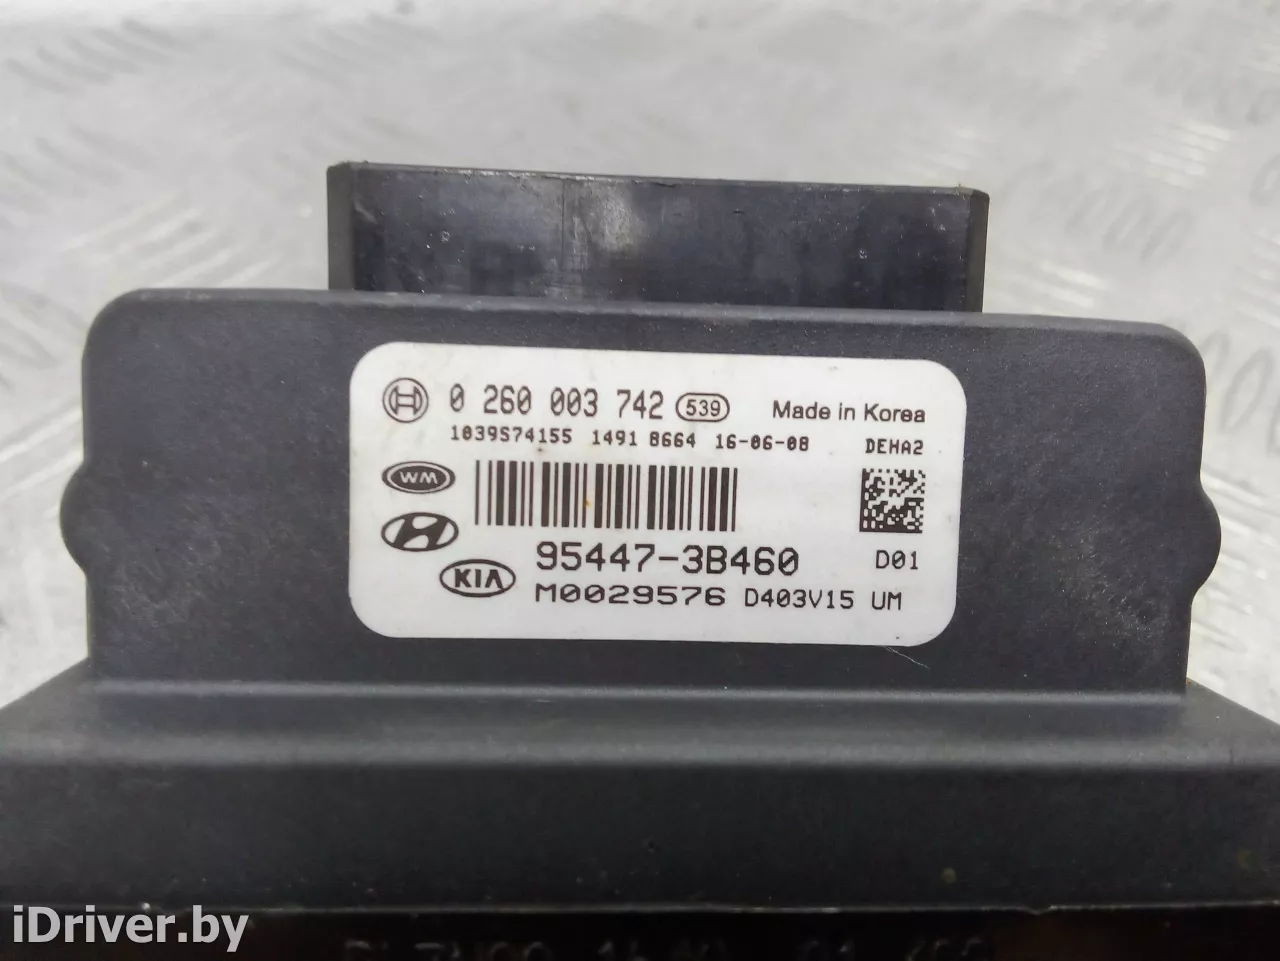 0 260 003 742 539 Made in Korea
1039S74155 1491 8664 16-06-08 DEHA2
WM
95447-3B460 D01
KIA
M0029576 D403V15 UM
iDriver.by